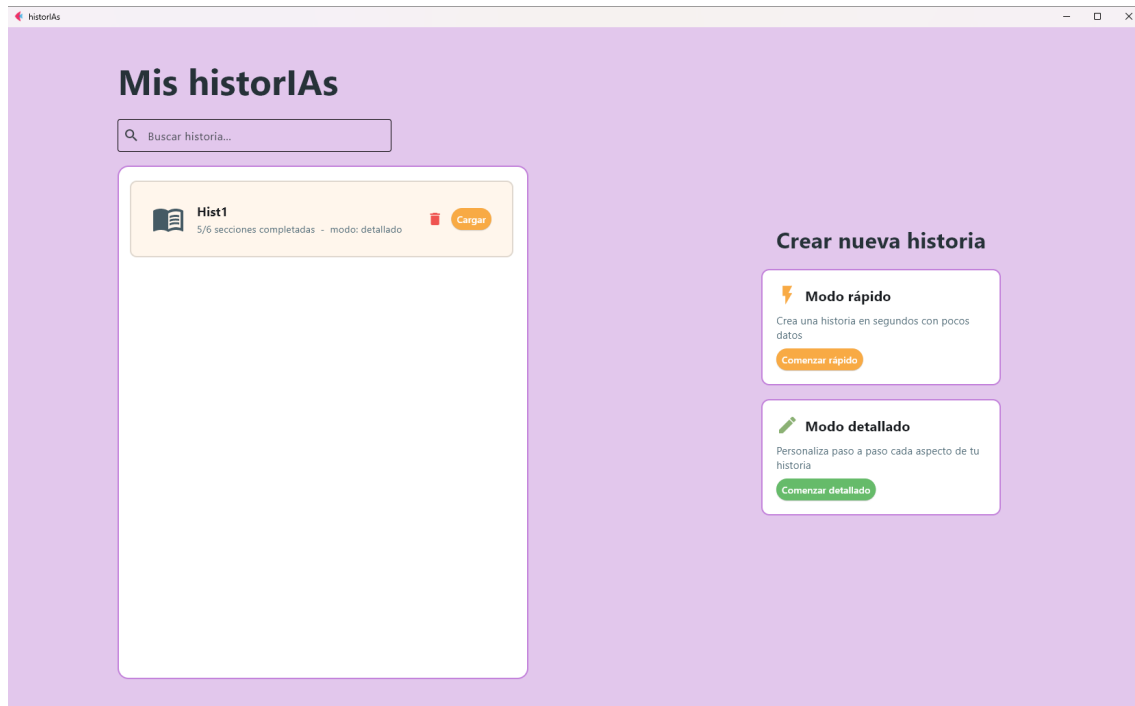 historIAs
Mis historIAs
Buscar historia...
Hist1
5/6 secciones completadas - modo: detallado
Cargar
Crear nueva historia
Modo rápido
Crea una historia en segundos con pocos
datos
Comenzar rápido
Modo detallado
Personaliza paso a paso cada aspecto de tu
historia
Comenzar detallado